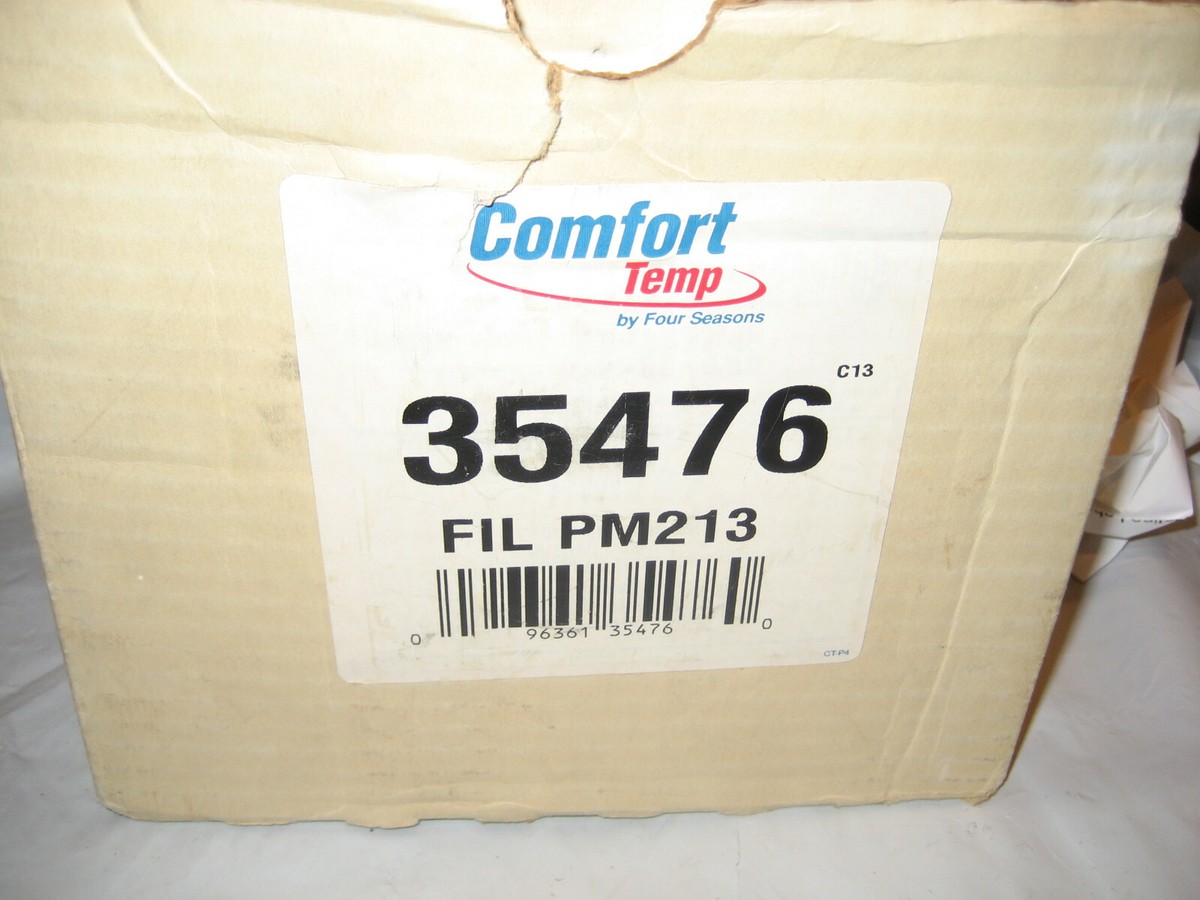 Comfort
Temp
by Four Seasons
C13
35476
FIL PM213
0 96361 35476 0
CT-P4